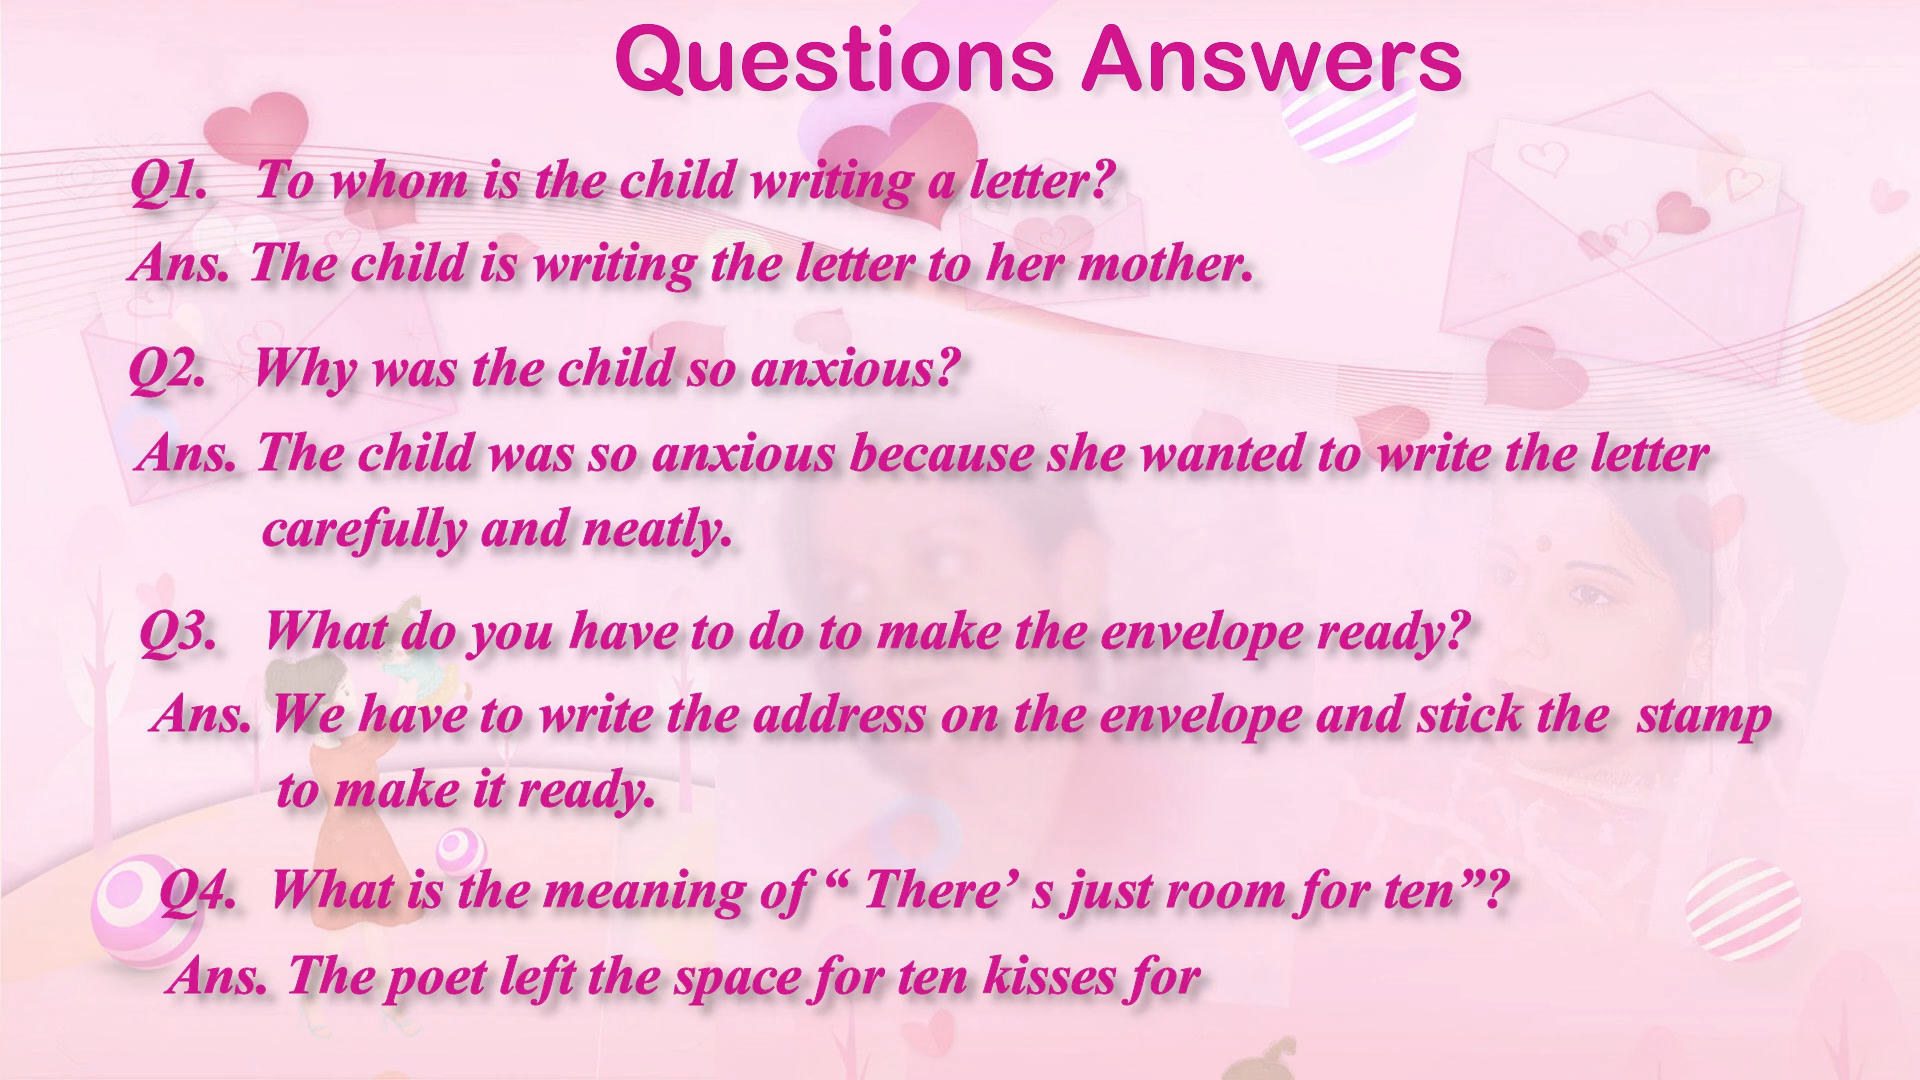 Questions Answers
Q1. To whom is the child writing a letter?
Ans. The child is writing the letter to her mother.
Q2. Why was the child so anxious?
Ans. The child was so anxious because she wanted to write the letter
carefully and neatly.
Q3. What do you have to do to make the envelope ready?
Ans. We have to write the address on the envelope and stick the stamp
to make it ready.
Q4. What is the meaning of “ There’ s just room for ten”?
Ans. The poet left the space for ten kisses for